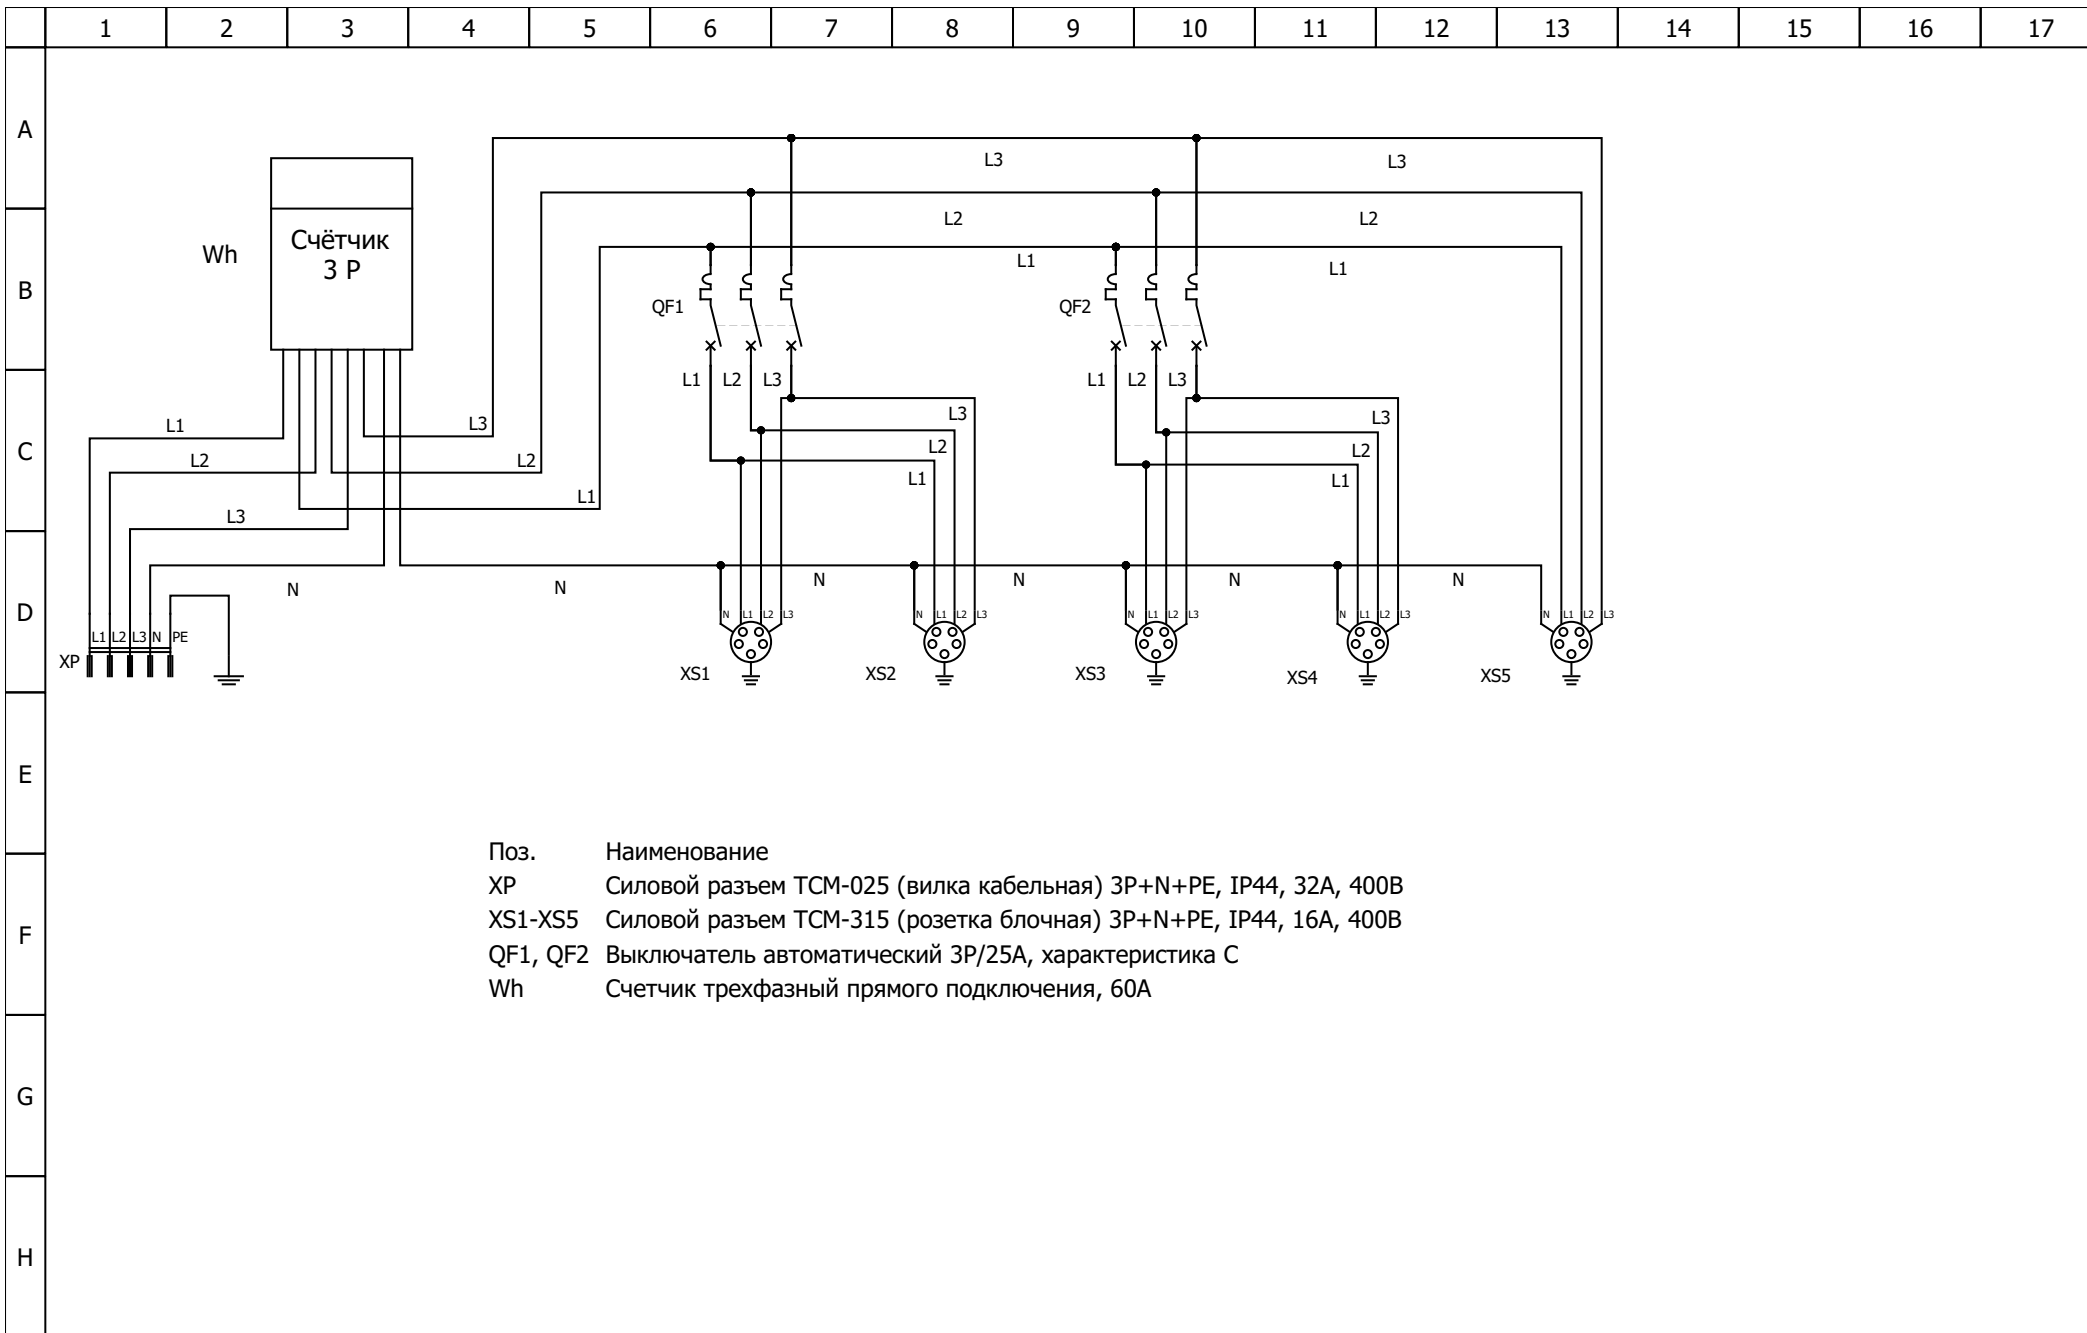 1 2 3 4 5 6 7 8 9 10 11 12 13 14 15 16 17
A
L3 L3
B
L2 L2
Wh
Счётчик
3 P
L1 L1
QF1 QF2
L1 L2 L3 L1 L2 L3
C
L1 L3 L3 L3
L2 L2 L2 L2
L1 L1 L1
L3
D
N N N N N N
N L1 L2 L3 N L1 L2 L3 N L1 L2 L3 N L1 L2 L3 N L1 L2 L3
L1 L2 L3 N PE
XP XS1 XS2 XS3 XS4 XS5
E
Поз. Наименование
XP Силовой разъем ТСМ-025 (вилка кабельная) 3P+N+PE, IP44, 32А, 400В
F
XS1-XS5 Силовой разъем ТСМ-315 (розетка блочная) 3P+N+PE, IP44, 16А, 400В
QF1, QF2 Выключатель автоматический 3P/25А, характеристика С
Wh Счетчик трехфазный прямого подключения, 60А
G
H